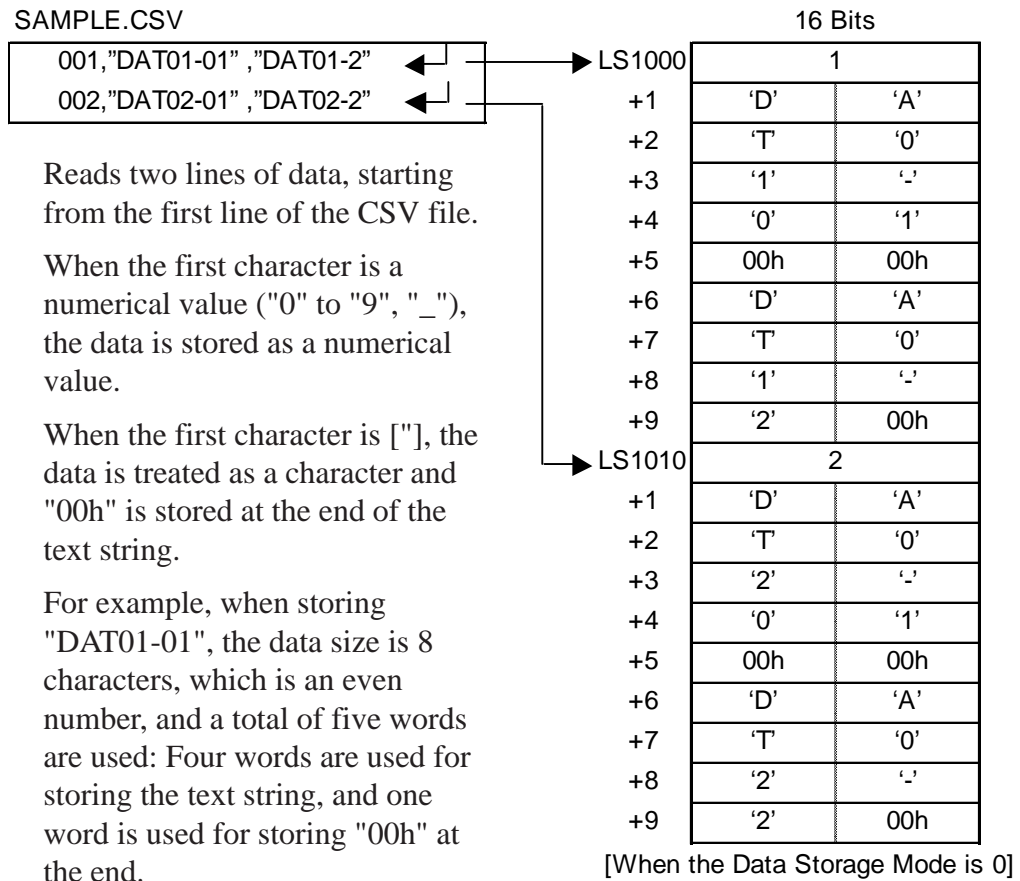 SAMPLE.CSV
001,”DAT01-01” ,”DAT01-2”
002,”DAT02-01” ,”DAT02-2”
Reads two lines of data, starting
from the first line of the CSV file.
When the first character is a
numerical value ("0" to "9", "_"),
the data is stored as a numerical
value.
When the first character is ["], the
data is treated as a character and
"00h" is stored at the end of the
text string.
For example, when storing
"DAT01-01", the data size is 8
characters, which is an even
number, and a total of five words
are used: Four words are used for
storing the text string, and one
word is used for storing "00h" at
the end.
16 Bits
LS1000 1
+1 ‘D’ ‘A’
+2 ‘T’ ‘0’
+3 ‘1’ ‘-’
+4 ‘0’ ‘1’
+5 00h 00h
+6 ‘D’ ‘A’
+7 ‘T’ ‘0’
+8 ‘1’ ‘-’
+9 ‘2’ 00h
LS1010 2
+1 ‘D’ ‘A’
+2 ‘T’ ‘0’
+3 ‘2’ ‘-’
+4 ‘0’ ‘1’
+5 00h 00h
+6 ‘D’ ‘A’
+7 ‘T’ ‘0’
+8 ‘2’ ‘-’
+9 ‘2’ 00h
[When the Data Storage Mode is 0]